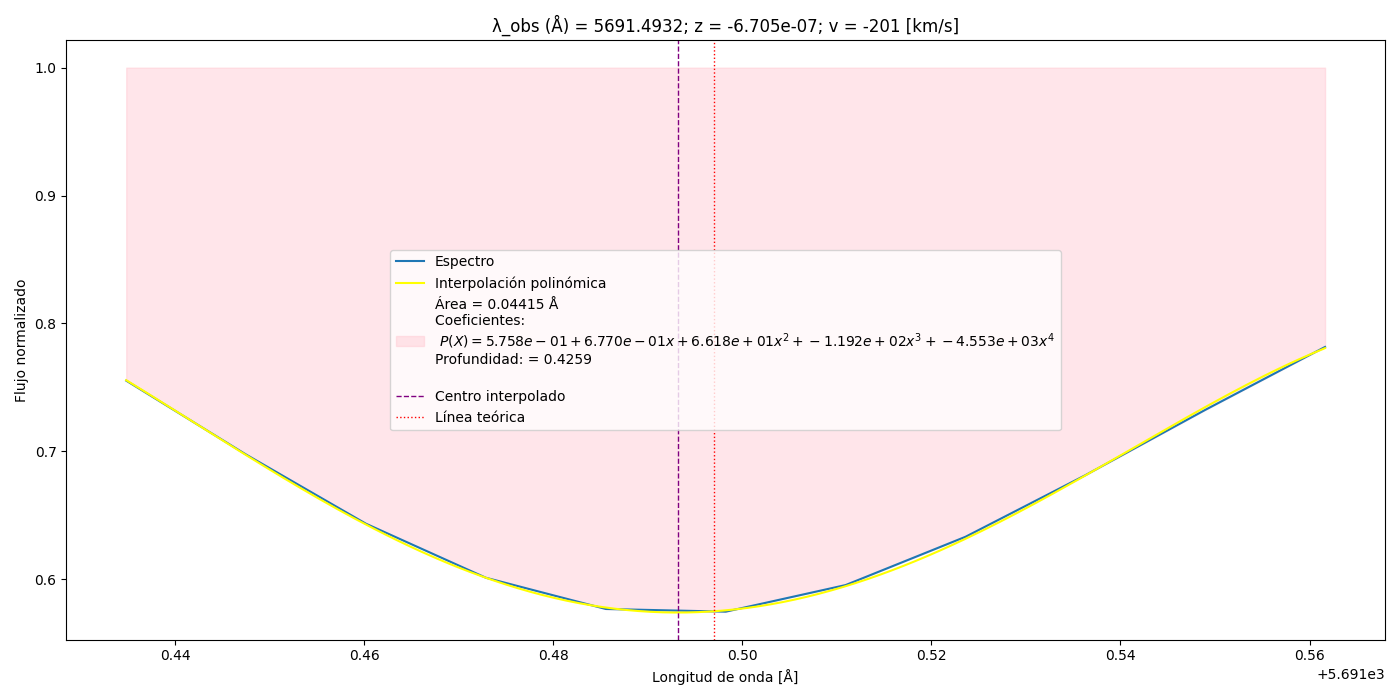 λ_obs (Å) = 5691.4932; z = -6.705e-07; v = -201 [km/s]
Flujo normalizado
1.0
0.9
0.8
0.7
0.6
Espectro
Interpolación polinómica
Área = 0.04415 Å
Coeficientes:
P(X) = 5.758e − 01 + 6.770e − 01x + 6.618e + 01x² + −1.192e + 02x³ + −4.553e + 03x⁴
Profundidad: = 0.4259
Centro interpolado
Línea teórica
0.44 0.46 0.48 0.50 0.52 0.54 0.56
+5.691e3
Longitud de onda [Å]